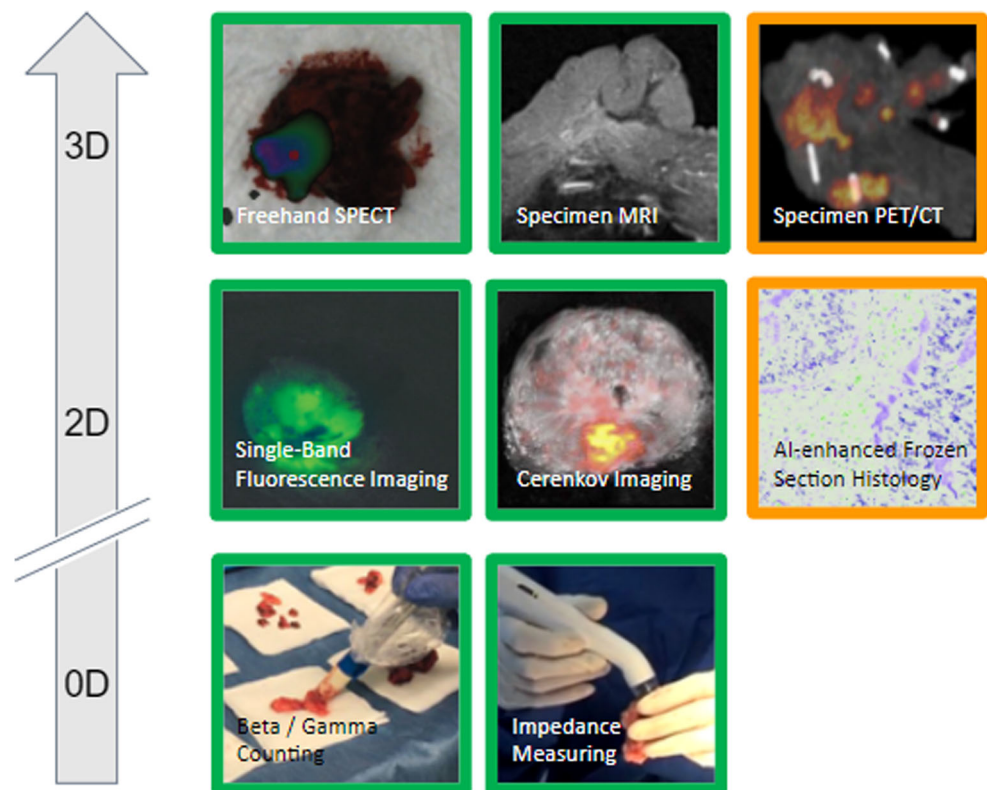 3D
Freehand SPECT
Specimen MRI
Specimen PET/CT
2D
Single-Band
Fluorescence Imaging
Cerenkov Imaging
AI-enhanced Frozen
Section Histology
0D
Beta / Gamma
Counting
Impedance
Measuring